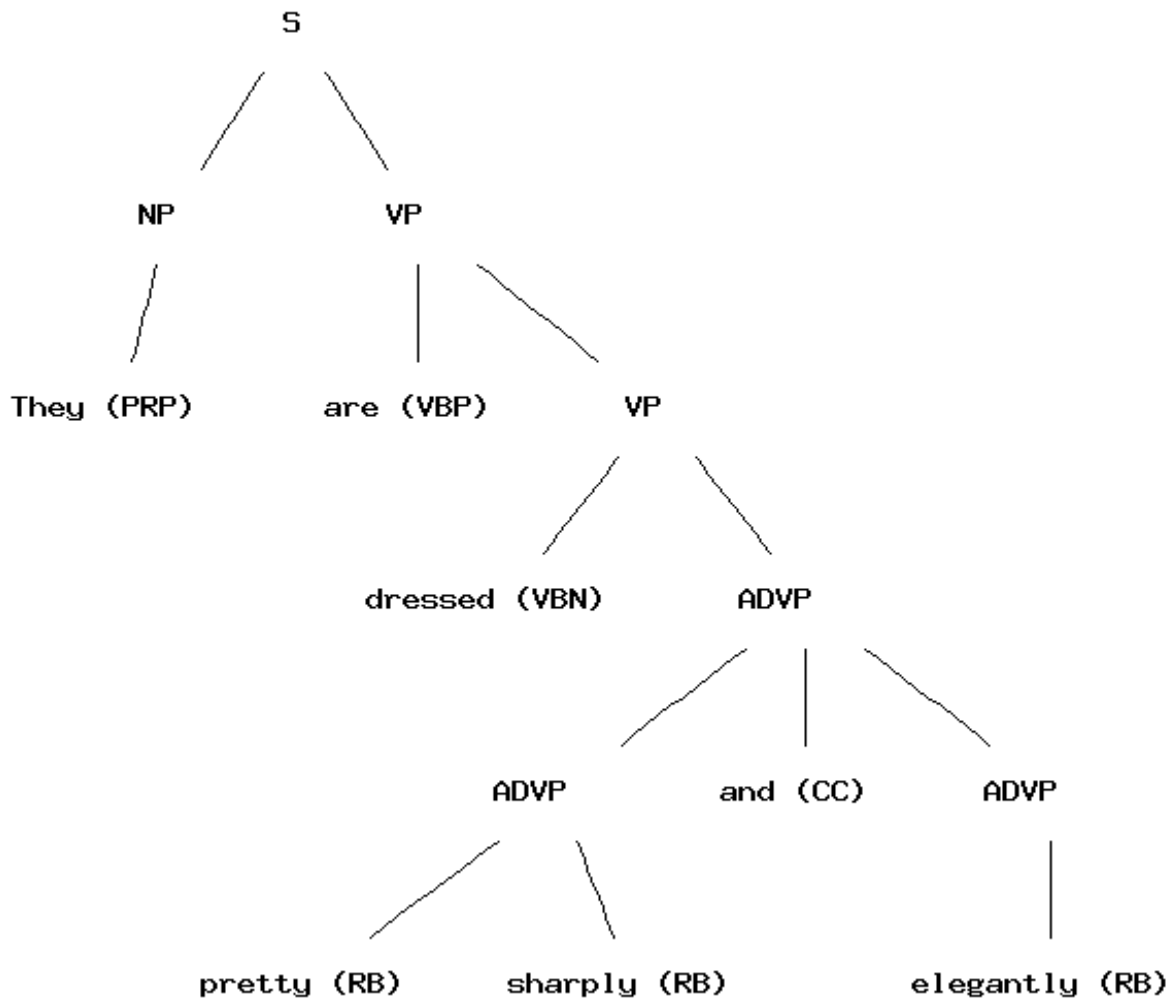 S
NP VP
They (PRP) are (VBP) VP
dressed (VBN) ADVP
ADVP and (CC) ADVP
pretty (RB) sharply (RB) elegantly (RB)